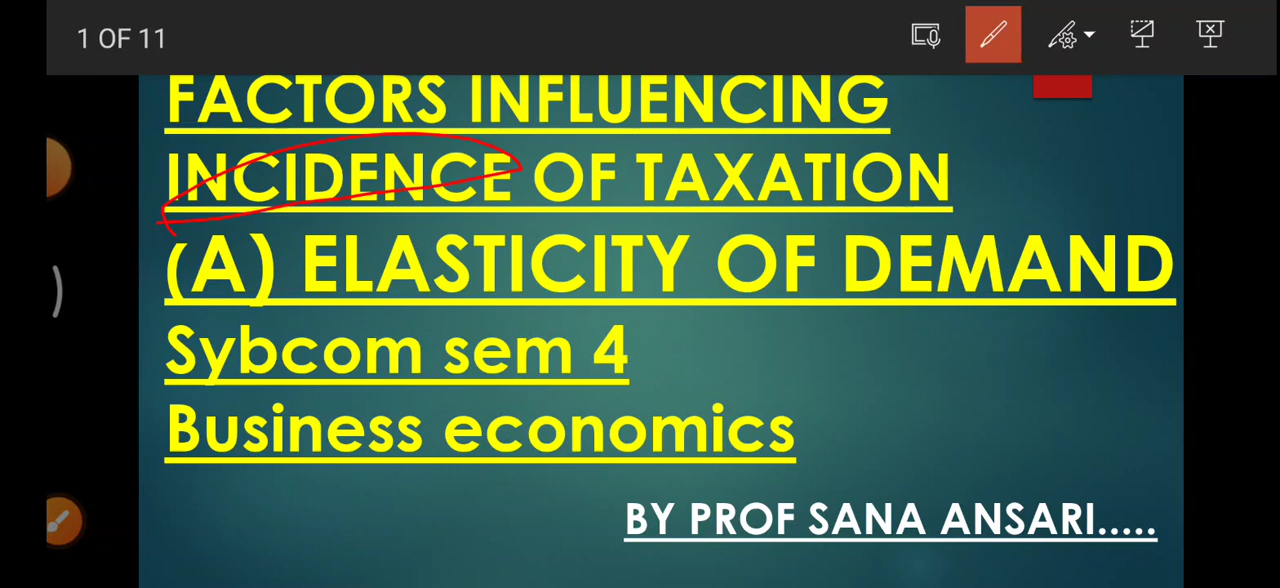 1 OF 11
FACTORS INFLUENCING
INCIDENCE OF TAXATION
(A) ELASTICITY OF DEMAND
Sybcom sem 4
Business economics
BY PROF SANA ANSARI.....